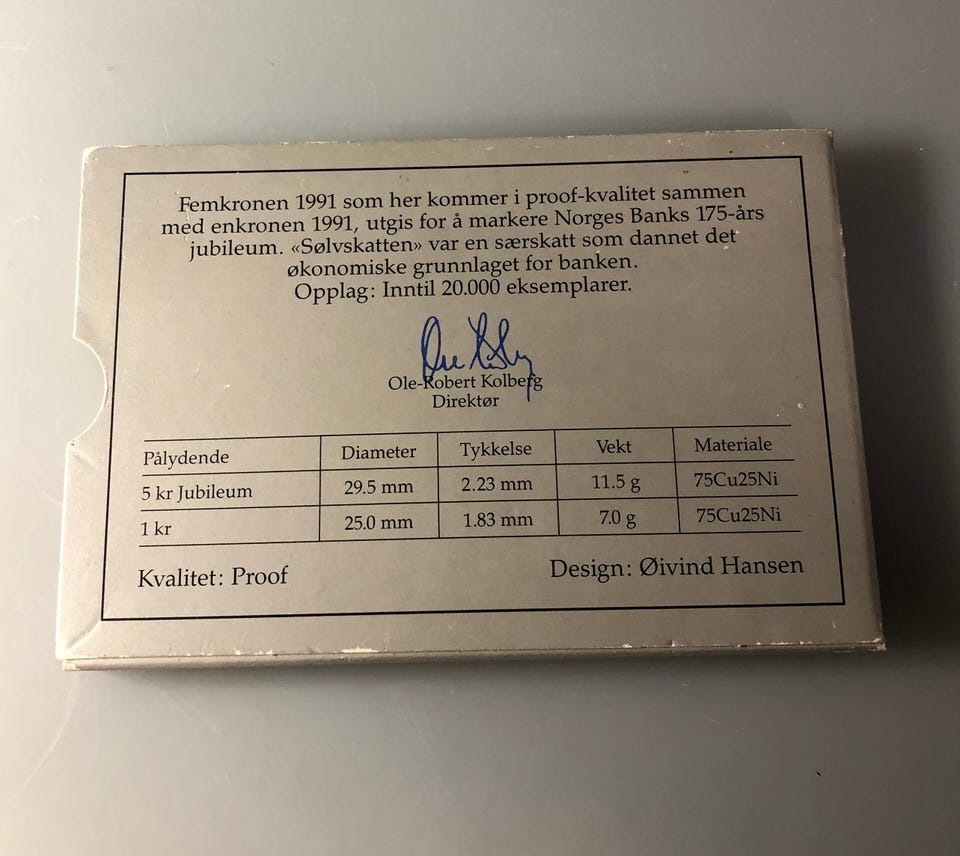 Femkronen 1991 som her kommer i proof-kvalitet sammen
med enkronen 1991, utgis for å markere Norges Banks 175-års
jubileum. «Sølvskatten» var en særskatt som dannet det
økonomiske grunnlaget for banken.
Opplag: Inntil 20.000 eksemplarer.
Ole-Robert Kolberg
Direktør
Pålydende Diameter Tykkelse Vekt Materiale
5 kr Jubileum 29.5 mm 2.23 mm 11.5 g 75Cu25Ni
1 kr 25.0 mm 1.83 mm 7.0 g 75Cu25Ni
Kvalitet: Proof Design: Øivind Hansen